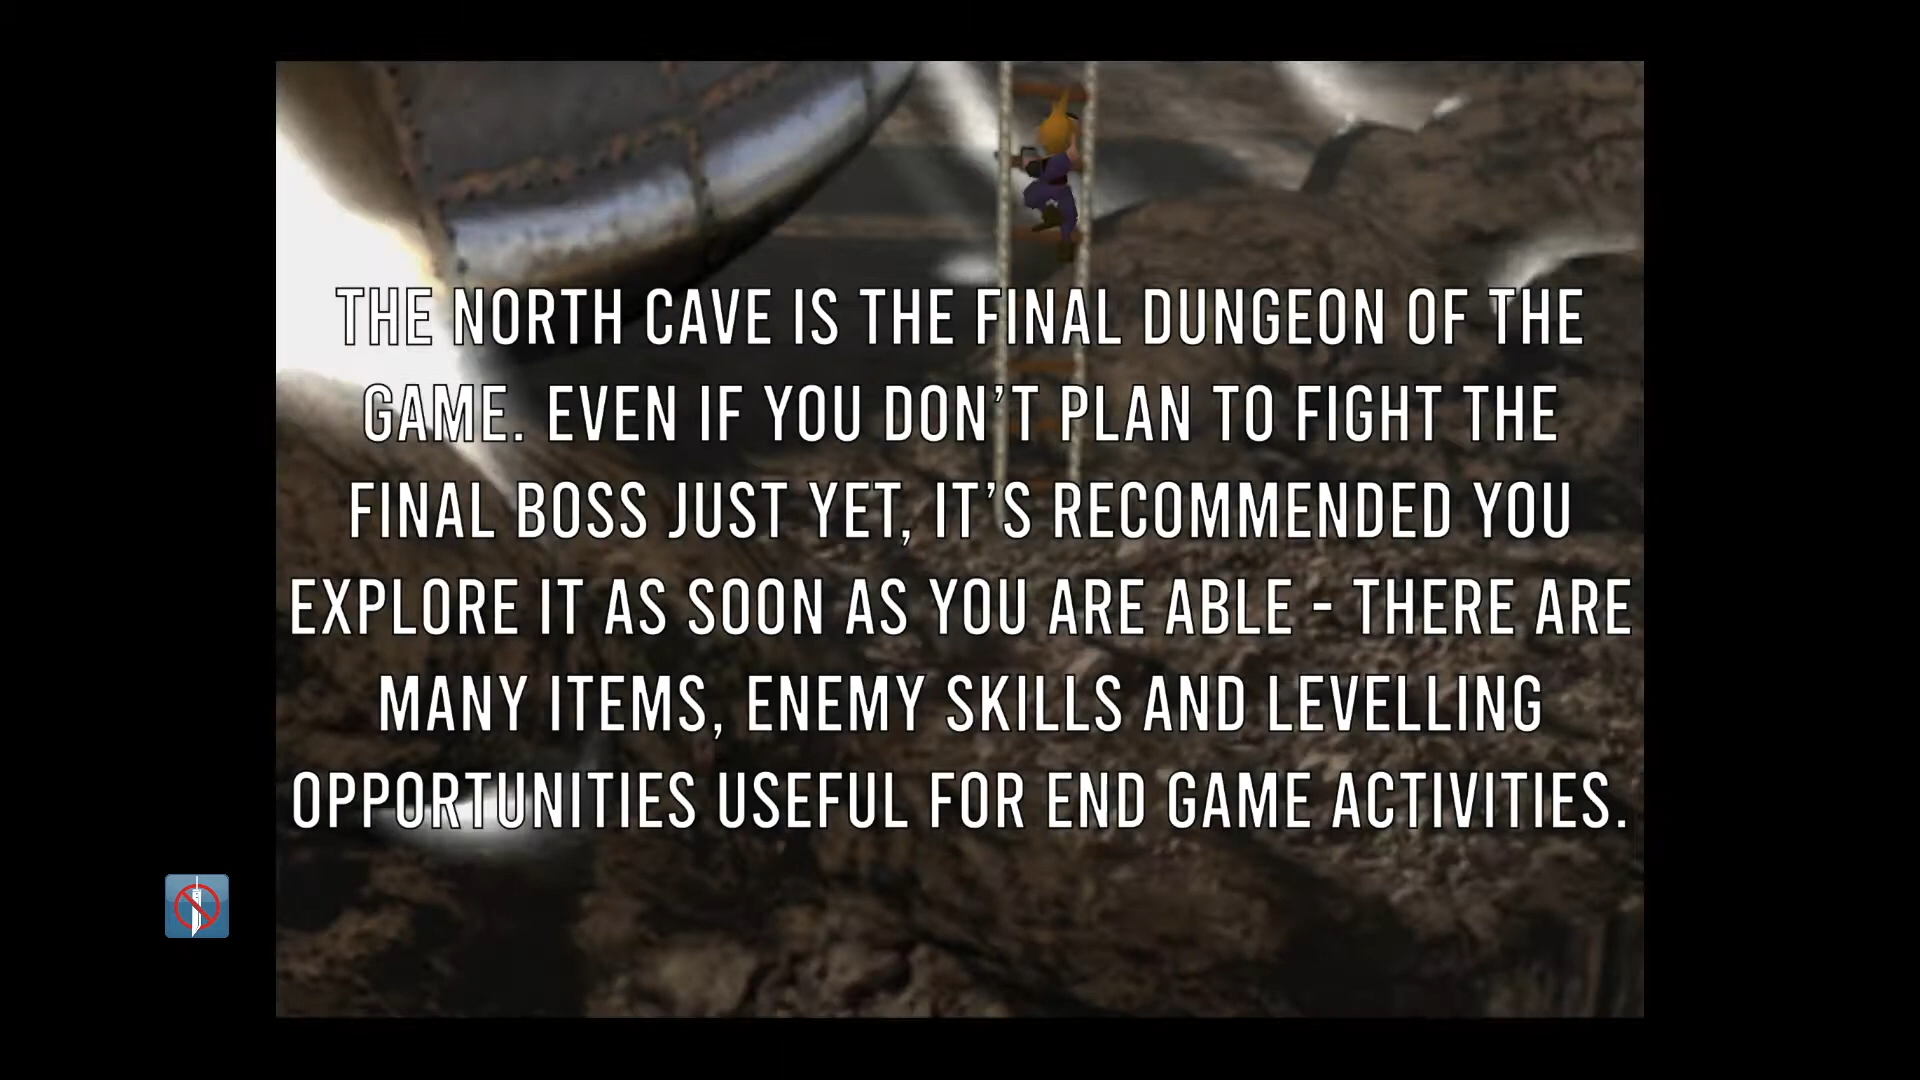 THE NORTH CAVE IS THE FINAL DUNGEON OF THE
GAME. EVEN IF YOU DON'T PLAN TO FIGHT THE
FINAL BOSS JUST YET, IT'S RECOMMENDED YOU
EXPLORE IT AS SOON AS YOU ARE ABLE - THERE ARE
MANY ITEMS, ENEMY SKILLS AND LEVELLING
OPPORTUNITIES USEFUL FOR END GAME ACTIVITIES.